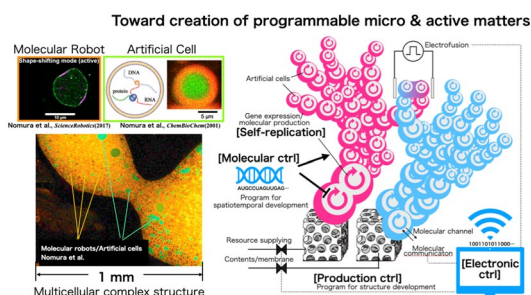 Toward creation of programmable micro & active matters
Molecular Robot
Artificial Cell
Shape-shifting mode (active)
10 μm
DNA
protein
RNA
5 μm
Nomura et al., ScienceRobotics(2017)
Nomura et al., ChemBioChem(2001)
Molecular robots/Artificial cells
Nomura et al.
1 mm
Multicellular complex structure
Electrofusion
Artificial cells
Gene expression/
molecular production
[Self-replication]
[Molecular ctrl]
AUGCCUAGUUGAG···
Program for
spatiotemporal development
Resource supplying
Contents/membrane
[Production ctrl]
Program for structure development
Molecular channel
Molecular
communication
1001101011000···
[Electronic
ctrl]